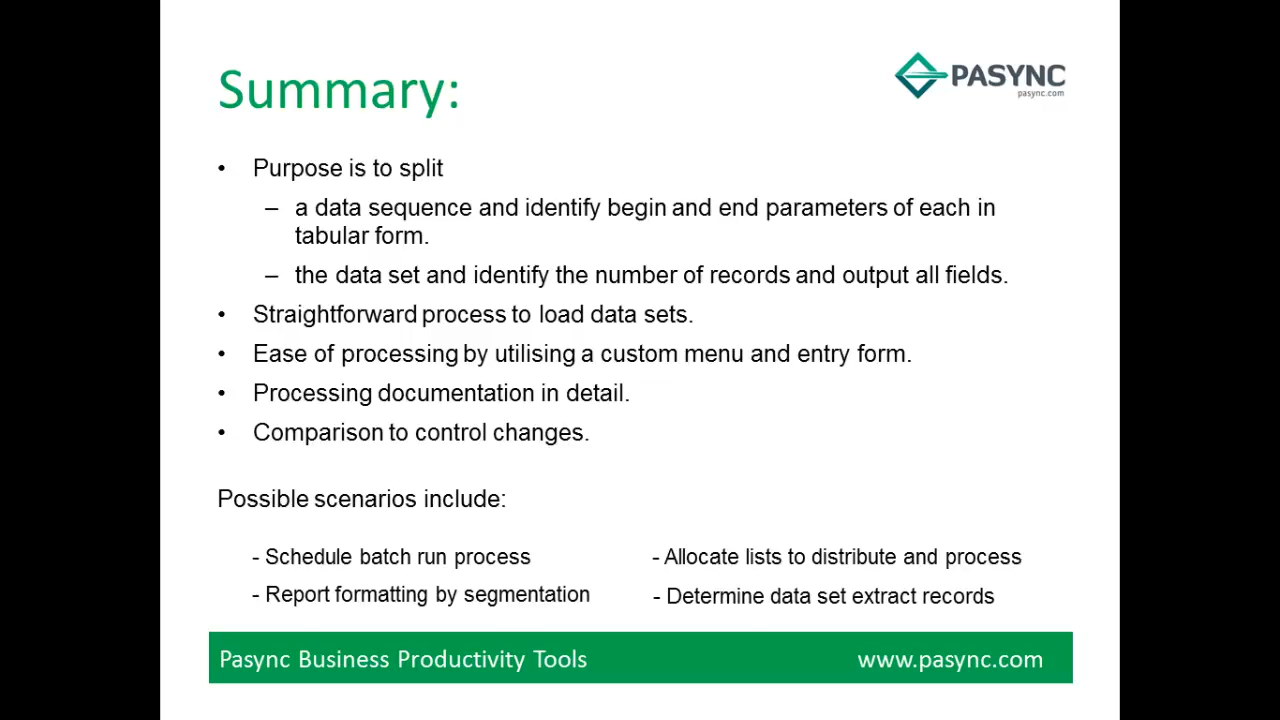 Summary:
PASYNC
pasync.com
• Purpose is to split
– a data sequence and identify begin and end parameters of each in
tabular form.
– the data set and identify the number of records and output all fields.
• Straightforward process to load data sets.
• Ease of processing by utilising a custom menu and entry form.
• Processing documentation in detail.
• Comparison to control changes.
Possible scenarios include:
- Schedule batch run process
- Allocate lists to distribute and process
- Report formatting by segmentation
- Determine data set extract records
Pasync Business Productivity Tools
www.pasync.com